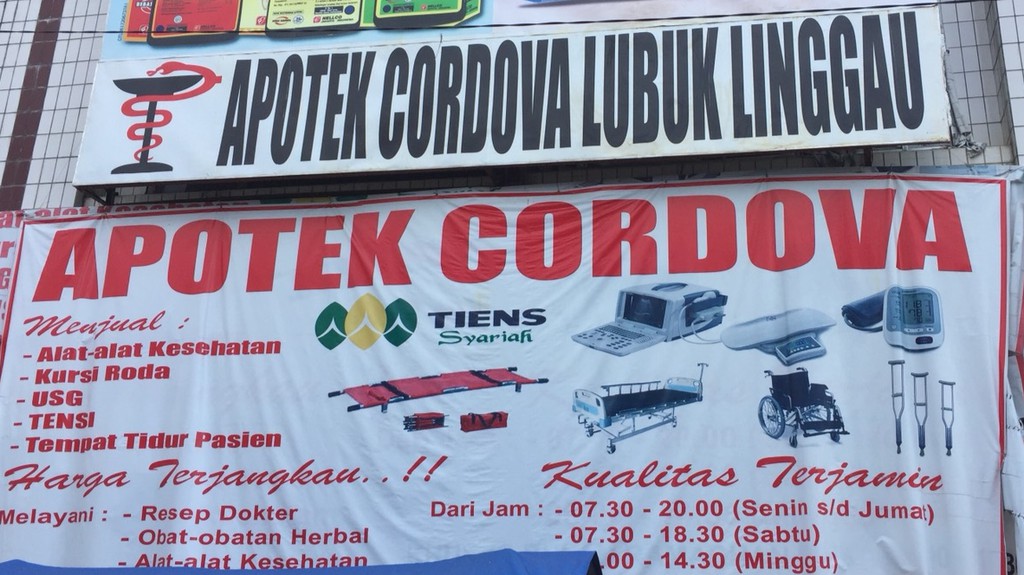 HELLCO
HELLCO
APOTEK CORDOVA LUBUK LINGGAU
APOTEK CORDOVA
Menjual :
- Alat-alat Kesehatan
- Kursi Roda
- USG
- TENSI
- Tempat Tidur Pasien
TIENS
Syariah
Harga Terjangkau..!!
Kualitas Terjamin
Melayani : - Resep Dokter
- Obat-obatan Herbal
- Alat-alat Kesehatan
Dari Jam : - 07.30 - 20.00 (Senin s/d Jumat)
- 07.30 - 18.30 (Sabtu)
.00 - 14.30 (Minggu)